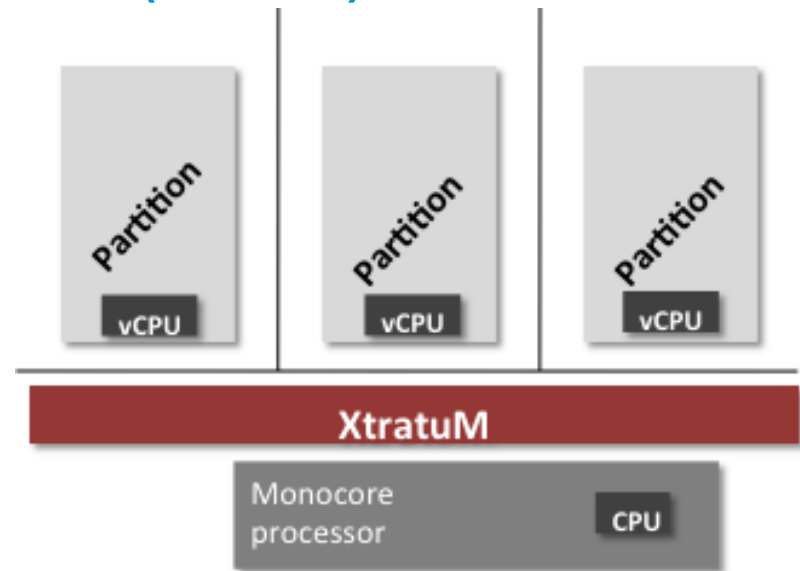 Partition
Partition
Partition
vCPU
vCPU
vCPU
XtratuM
Monocore
processor
CPU